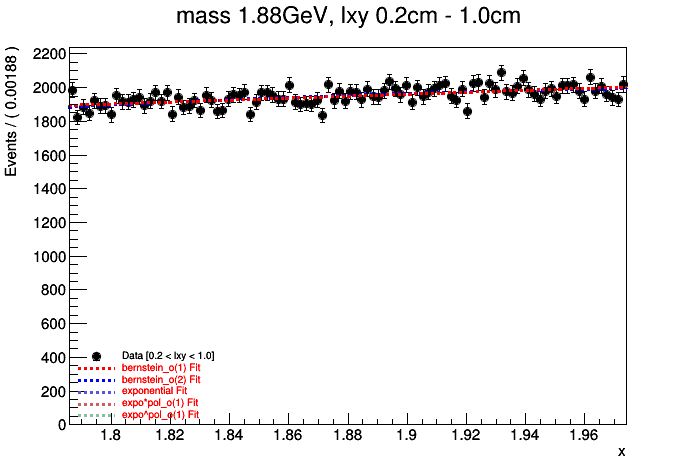 mass 1.88GeV, lxy 0.2cm - 1.0cm
Events / ( 0.00188 )
2200
2000
1800
1600
1400
1200
1000
800
600
400
200
0
Data [0.2 < lxy < 1.0]
bernstein_o(1) Fit
bernstein_o(2) Fit
exponential Fit
expo*pol_o(1) Fit
expo^pol_o(1) Fit
1.8 1.82 1.84 1.86 1.88 1.9 1.92 1.94 1.96
x